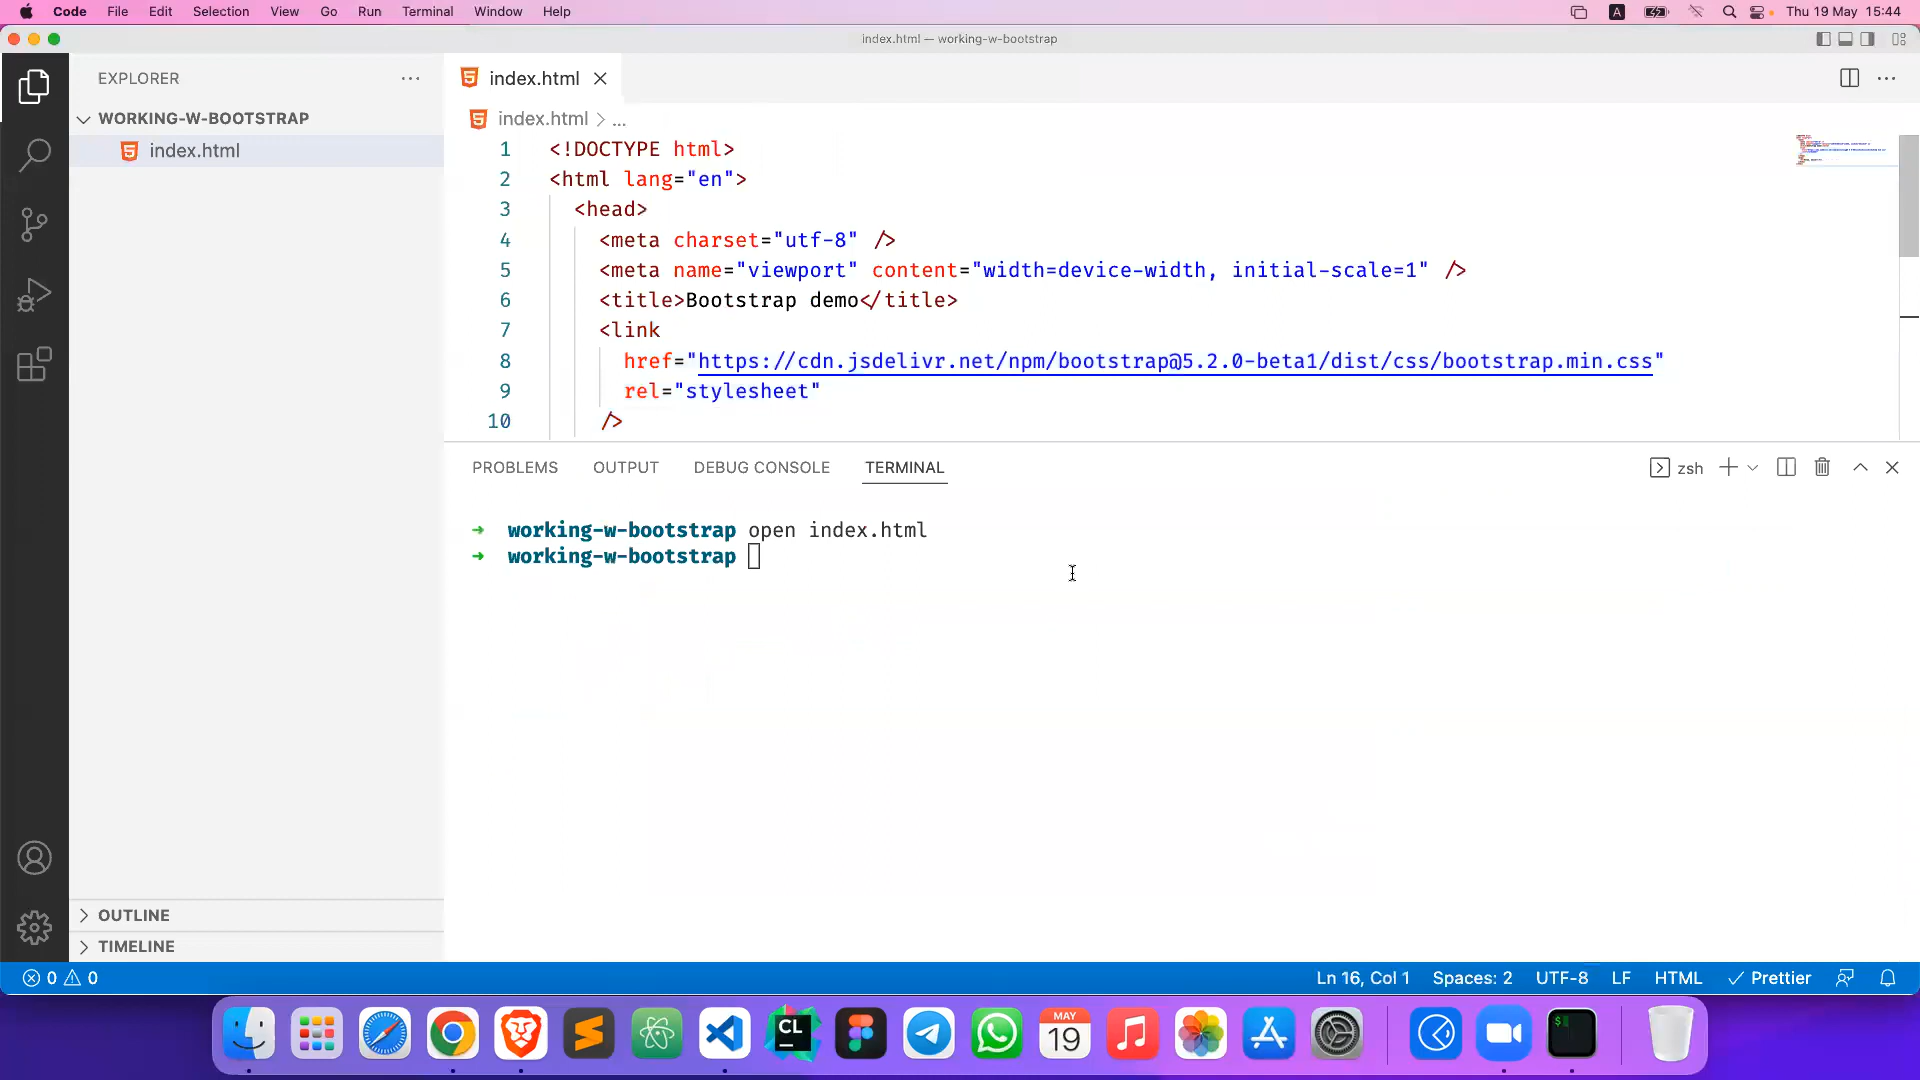 Code File Edit Selection View Go Run Terminal Window Help A Thu 19 May 15:44
index.html — working-w-bootstrap
EXPLORER
WORKING-W-BOOTSTRAP
index.html
index.html
index.html > ...
1 <!DOCTYPE html>
2 <html lang="en">
3 <head>
4 <meta charset="utf-8" />
5 <meta name="viewport" content="width=device-width, initial-scale=1" />
6 <title>Bootstrap demo</title>
7 <link
8 href="https://cdn.jsdelivr.net/npm/bootstrap@5.2.0-beta1/dist/css/bootstrap.min.css"
9 rel="stylesheet"
10 />
PROBLEMS OUTPUT DEBUG CONSOLE TERMINAL zsh
→ working-w-bootstrap open index.html
→ working-w-bootstrap
OUTLINE
TIMELINE
0 0 Ln 16, Col 1 Spaces: 2 UTF-8 LF HTML Prettier
CL
MAY
19
$